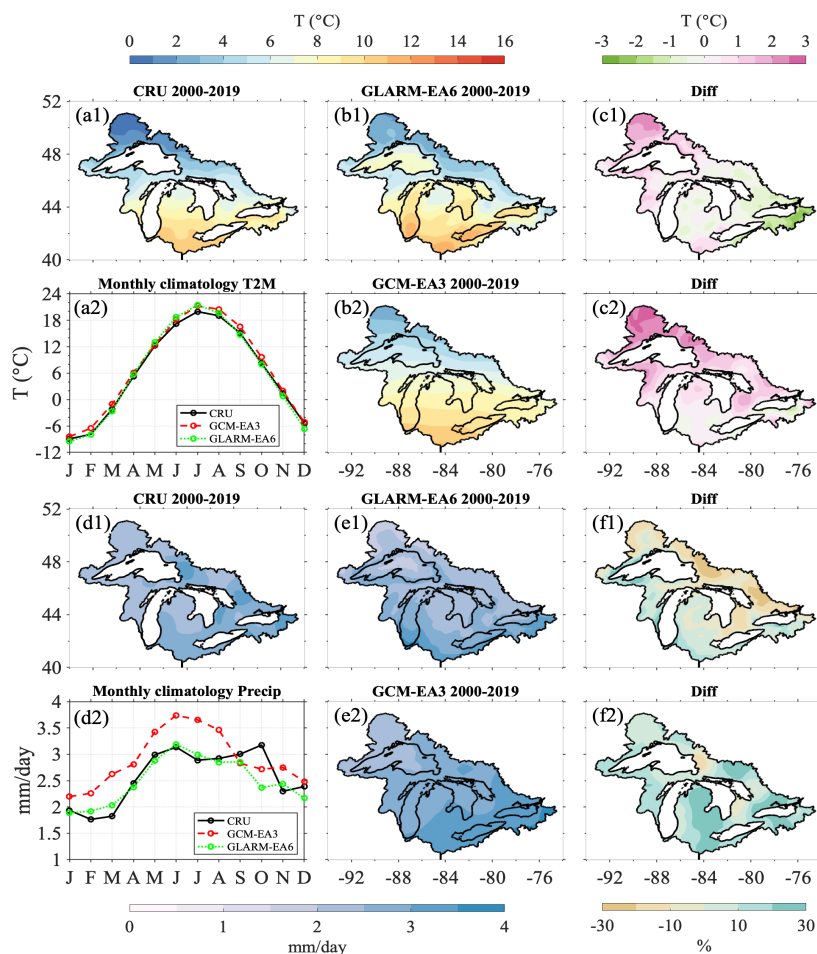 T (°C) T (°C)
0 2 4 6 8 10 12 14 16 -3 -2 -1 0 1 2 3
CRU 2000-2019 GLARM-EA6 2000-2019 Diff
52 (a1) (b1) (c1)
48
44
40
Monthly climatology T2M GCM-EA3 2000-2019 Diff
24 (a2) (b2) (c2)
18
12
6
0
-6
-12
T (°C)
CRU
GCM-EA3
GLARM-EA6
J F M A M J J A S O N D -92 -88 -84 -80 -76 -92 -88 -84 -80 -76
CRU 2000-2019 GLARM-EA6 2000-2019 Diff
52 (d1) (e1) (f1)
48
44
40
Monthly climatology Precip GCM-EA3 2000-2019 Diff
4 (d2) (e2) (f2)
3.5
3
2.5
2
1.5
1
mm/day
CRU
GCM-EA3
GLARM-EA6
J F M A M J J A S O N D -92 -88 -84 -80 -76 -92 -88 -84 -80 -76
0 1 2 3 4 -30 -10 10 30
mm/day %